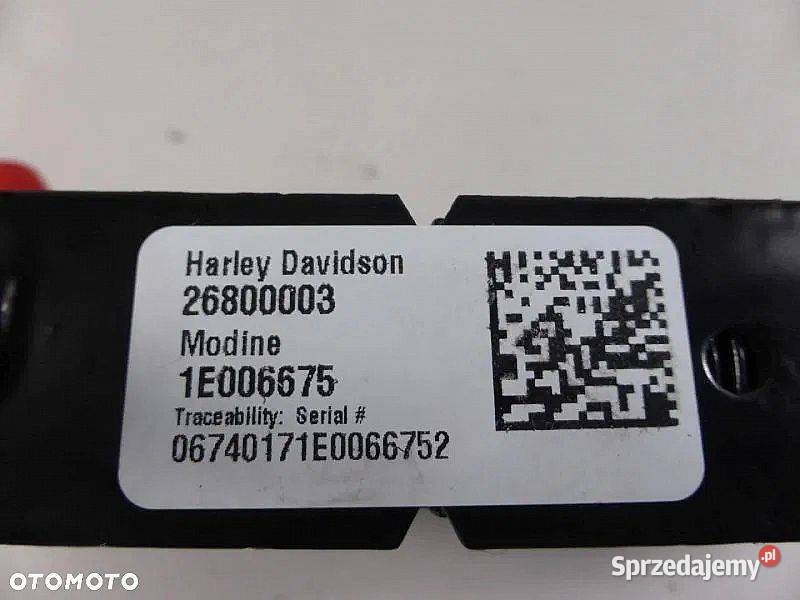 Harley Davidson
26800003
Modine
1E006675
Traceability: Serial #
06740171E0066752
OTOMOTO
Sprzedajemy.pl